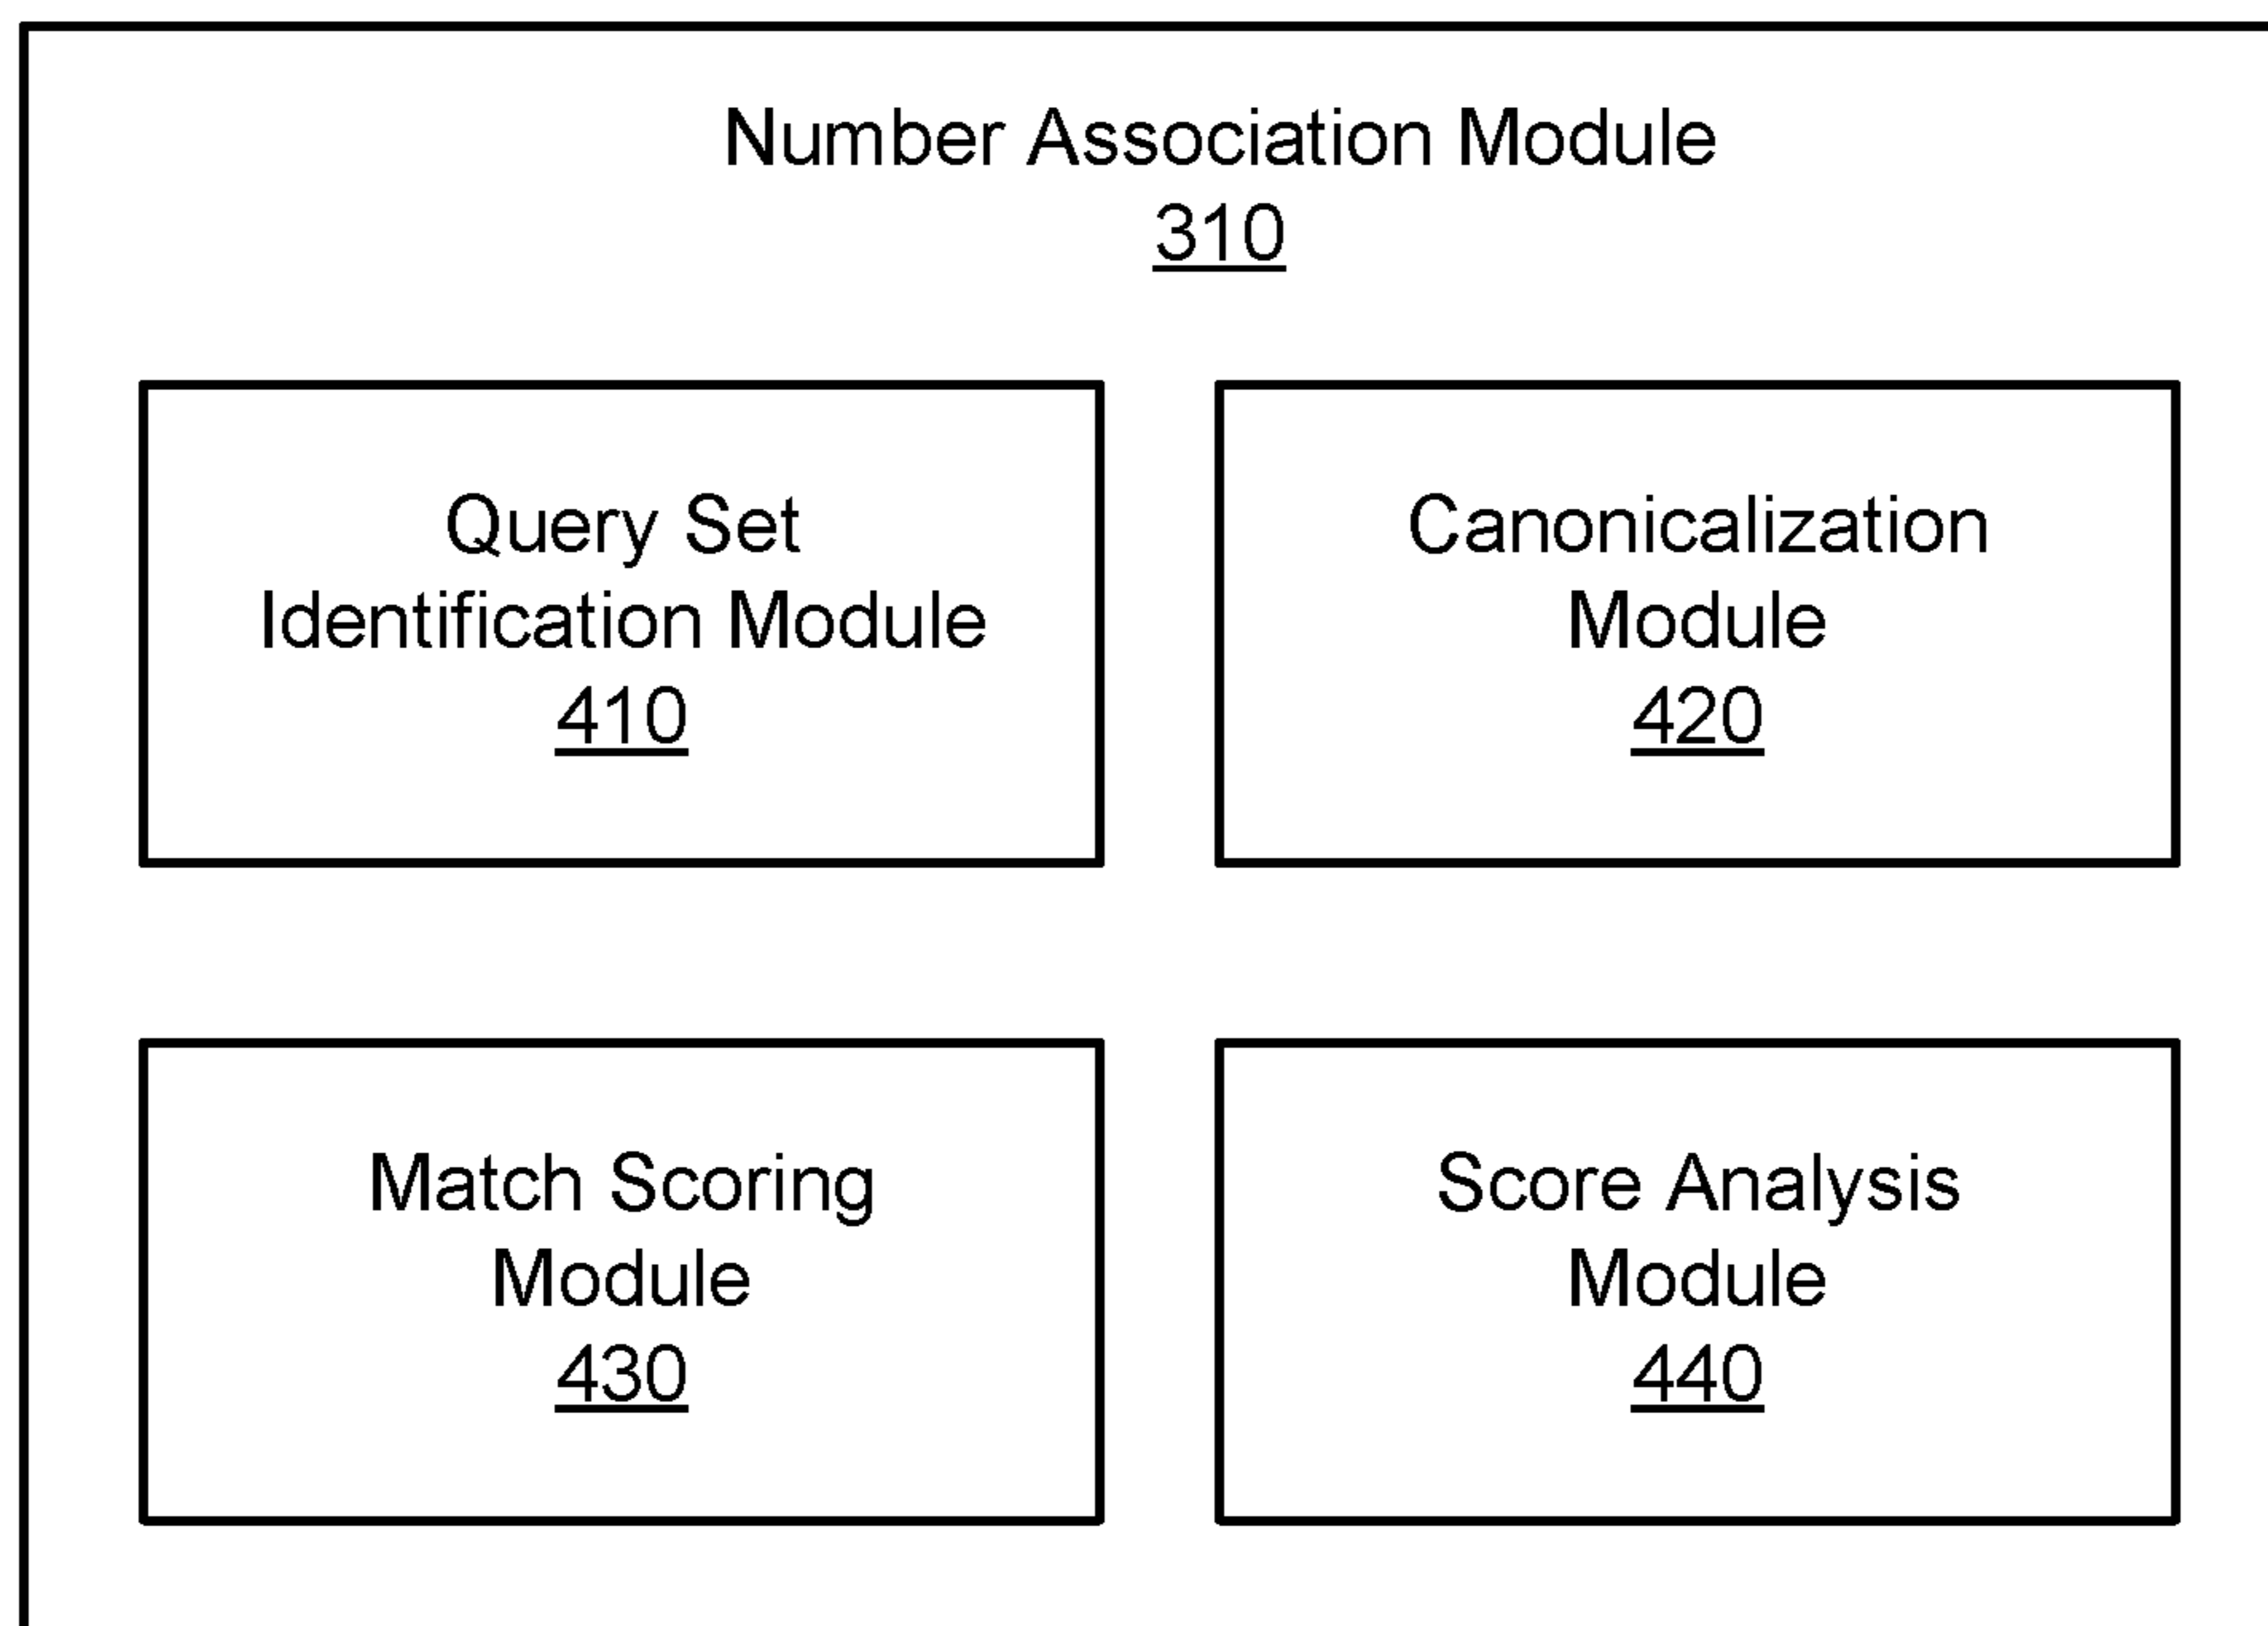 Number Association Module
310
Query Set
Identification Module
410
Canonicalization
Module
420
Match Scoring
Module
430
Score Analysis
Module
440